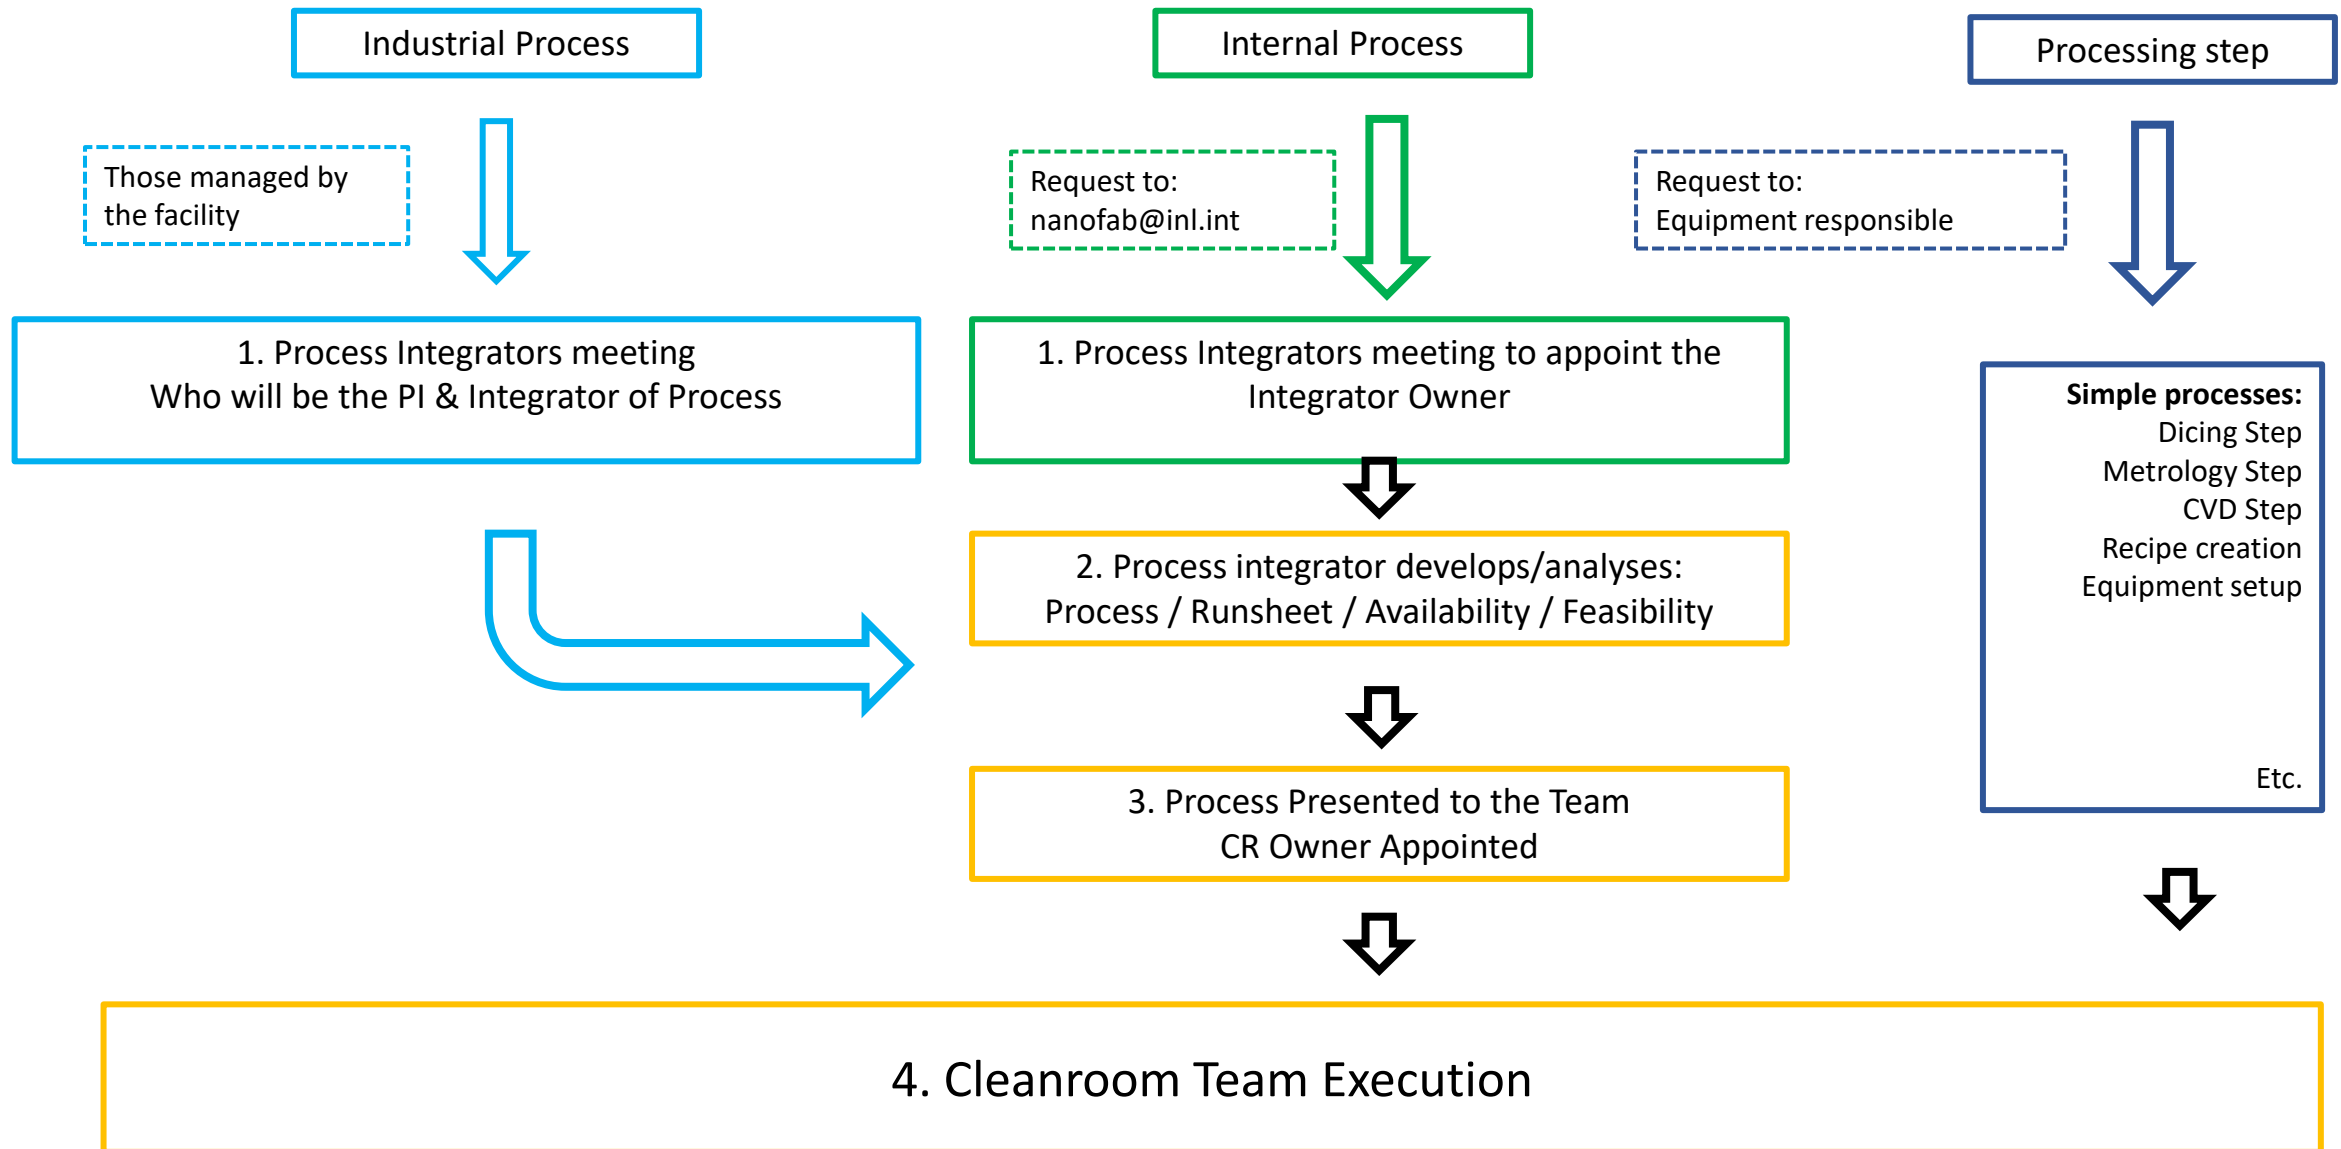 Industrial Process
Internal Process
Processing step
Those managed by
the facility
Request to:
nanofab@inl.int
Request to:
Equipment responsible
1. Process Integrators meeting
Who will be the PI & Integrator of Process
1. Process Integrators meeting to appoint the
Integrator Owner
Simple processes:
Dicing Step
Metrology Step
CVD Step
Recipe creation
Equipment setup
Etc.
2. Process integrator develops/analyses:
Process / Runsheet / Availability / Feasibility
3. Process Presented to the Team
CR Owner Appointed
4. Cleanroom Team Execution